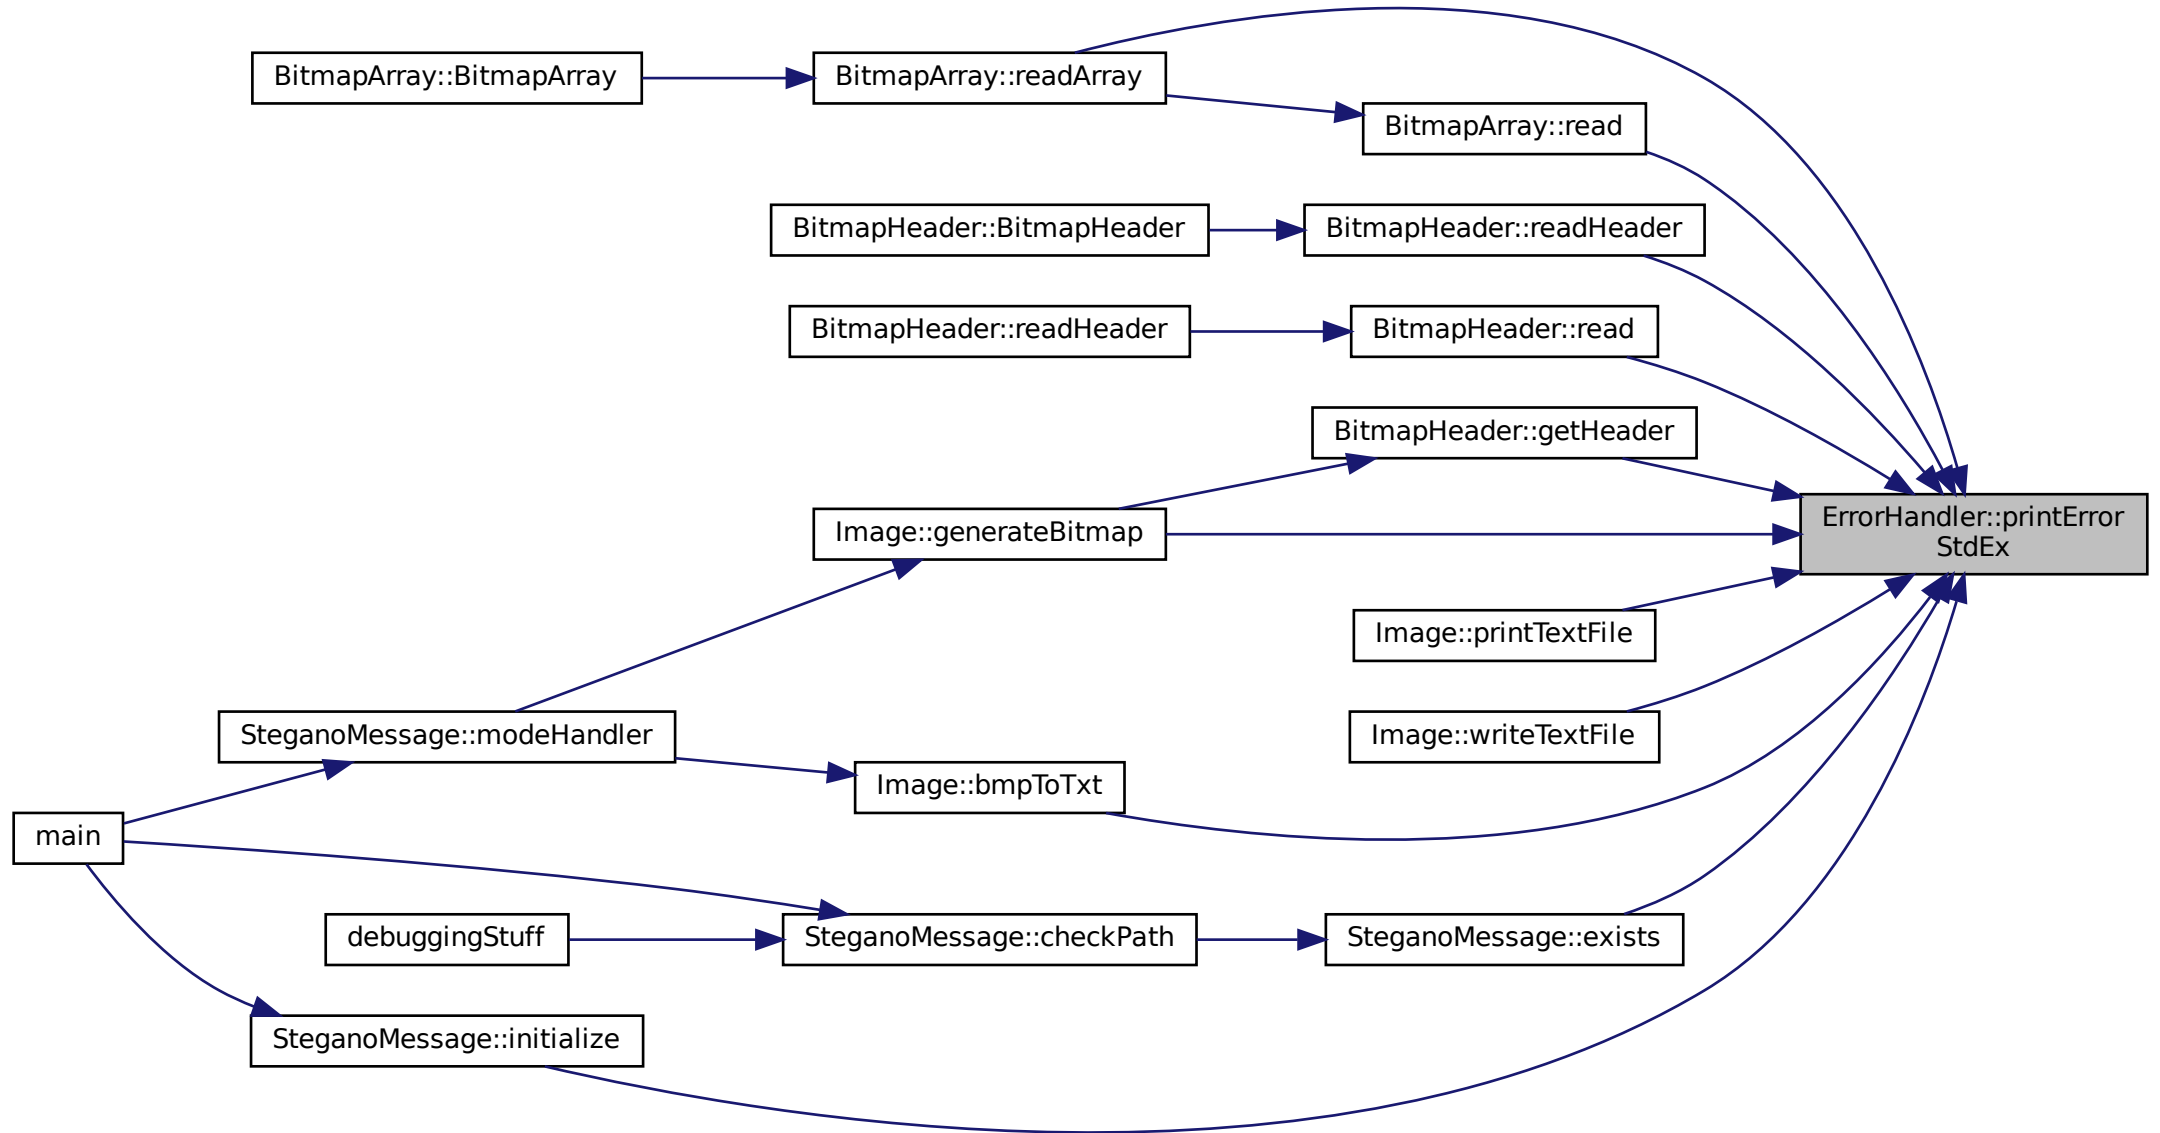 BitmapArray::BitmapArray
BitmapArray::readArray
BitmapArray::read
BitmapHeader::BitmapHeader
BitmapHeader::readHeader
BitmapHeader::readHeader
BitmapHeader::read
BitmapHeader::getHeader
ErrorHandler::printError
StdEx
Image::generateBitmap
Image::printTextFile
SteganoMessage::modeHandler
Image::writeTextFile
Image::bmpToTxt
main
debuggingStuff
SteganoMessage::checkPath
SteganoMessage::exists
SteganoMessage::initialize